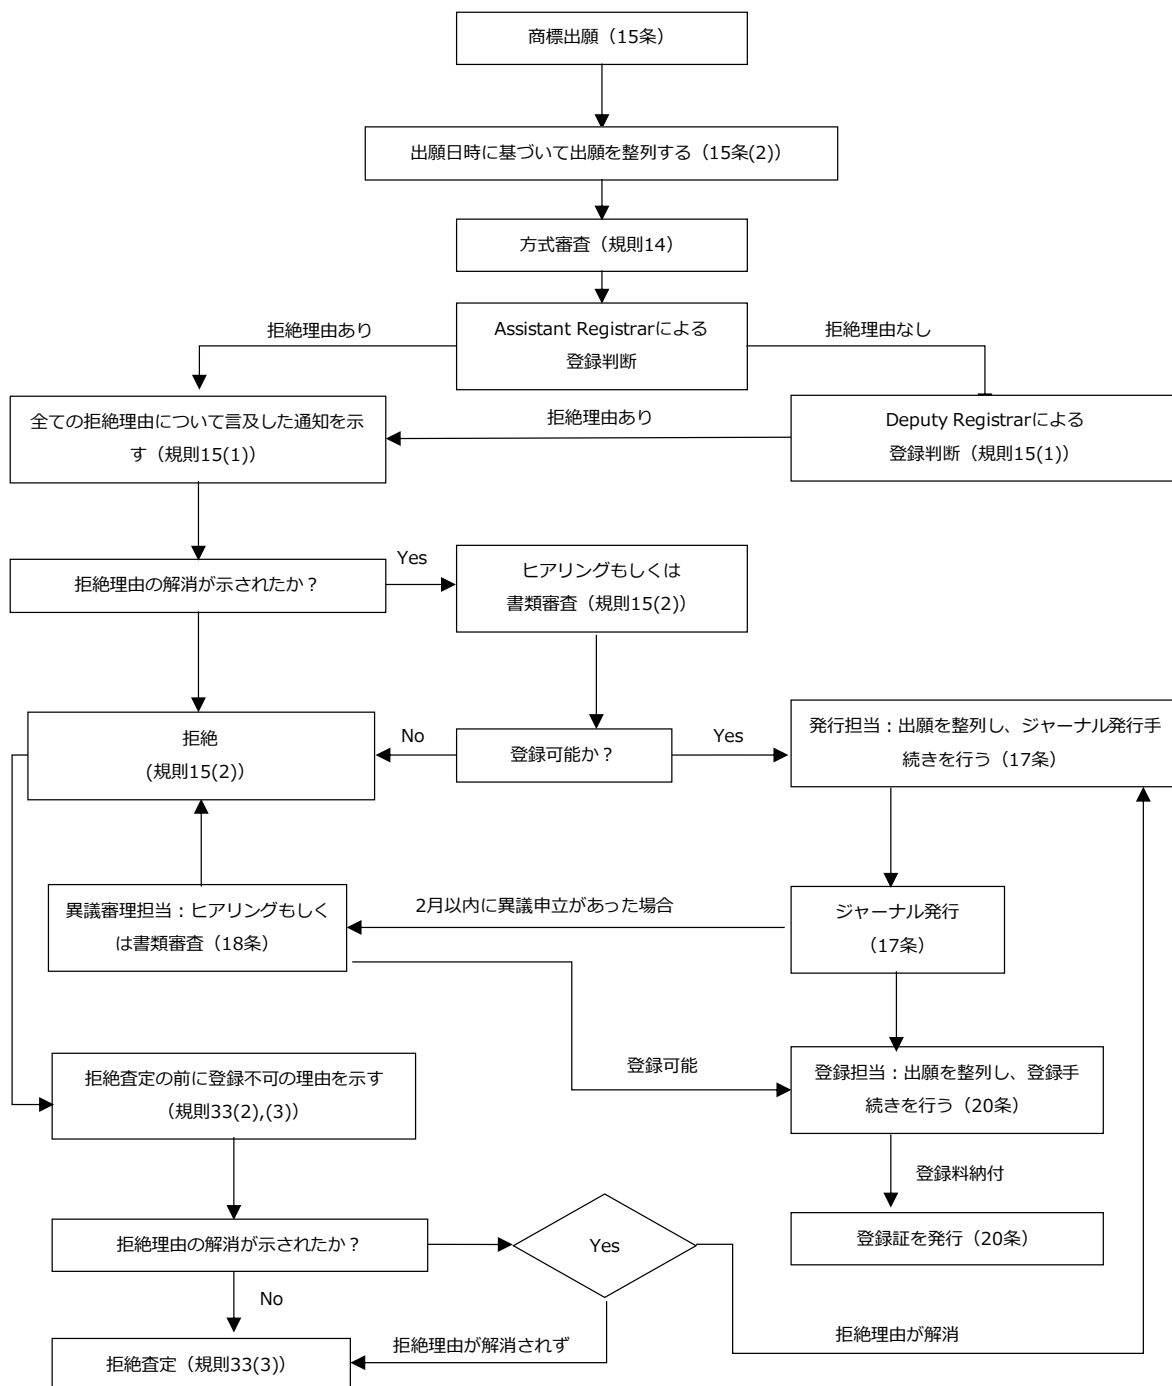 商標出願（15条）
出願日時に基づいて出願を整列する（15条(2)）
方式審査（規則14）
Assistant Registrarによる
登録判断
拒絶理由あり
拒絶理由なし
全ての拒絶理由について言及した通知を示
す（規則15(1)）
拒絶理由あり
Deputy Registrarによる
登録判断（規則15(1)）
拒絶理由の解消が示されたか？
Yes
ヒアリングもしくは
書類審査（規則15(2)）
拒絶
(規則15(2)）
No
登録可能か？
Yes
発行担当：出願を整列し、ジャーナル発行手
続きを行う（17条）
異議審理担当：ヒアリングもしく
は書類審査（18条）
2月以内に異議申立があった場合
ジャーナル発行
（17条）
拒絶査定の前に登録不可の理由を示す
（規則33(2),(3)）
登録可能
登録担当：出願を整列し、登録手
続きを行う（20条）
登録料納付
登録証を発行（20条）
拒絶理由の解消が示されたか？
Yes
No
拒絶理由が解消されず
拒絶理由が解消
拒絶査定（規則33(3)）